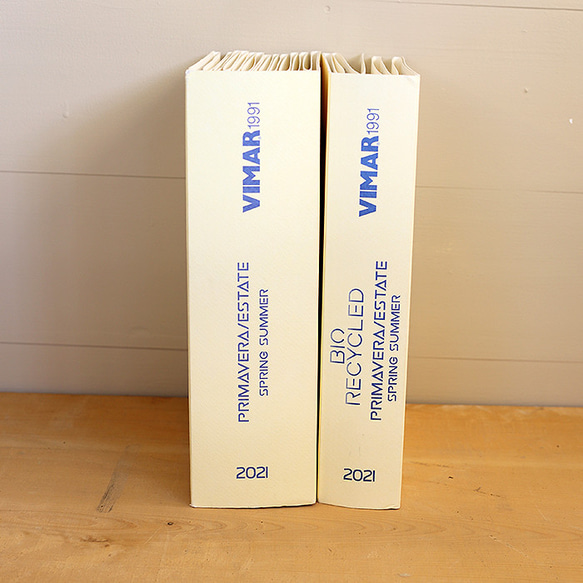 VIMAR1991
PRIMAVERA/ESTATE
SPRING SUMMER
2021
VIMAR1991
BIO
RECYCLED
PRIMAVERA/ESTATE
SPRING SUMMER
2021